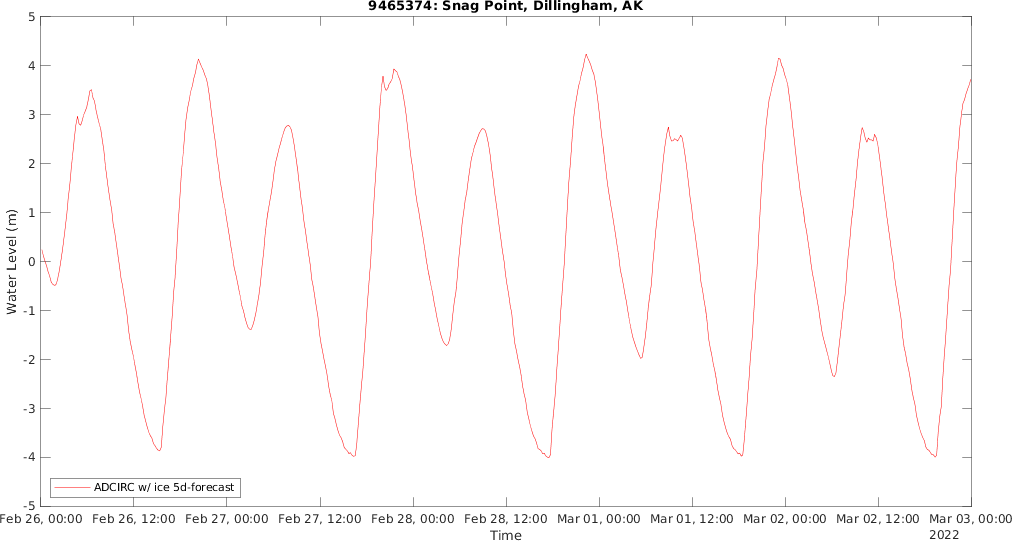 9465374: Snag Point, Dillingham, AK
5
4
3
2
1
0
-1
-2
-3
-4
-5
Water Level (m)
ADCIRC w/ ice 5d-forecast
Feb 26, 00:00 Feb 26, 12:00 Feb 27, 00:00 Feb 27, 12:00 Feb 28, 00:00 Feb 28, 12:00 Mar 01, 00:00 Mar 01, 12:00 Mar 02, 00:00 Mar 02, 12:00 Mar 03, 00:00
Time
2022